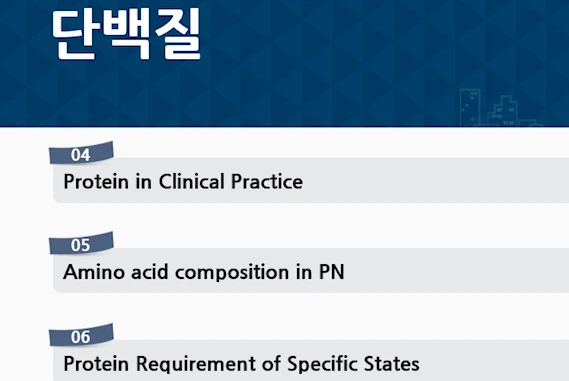 단백질
04
Protein in Clinical Practice
05
Amino acid composition in PN
06
Protein Requirement of Specific States